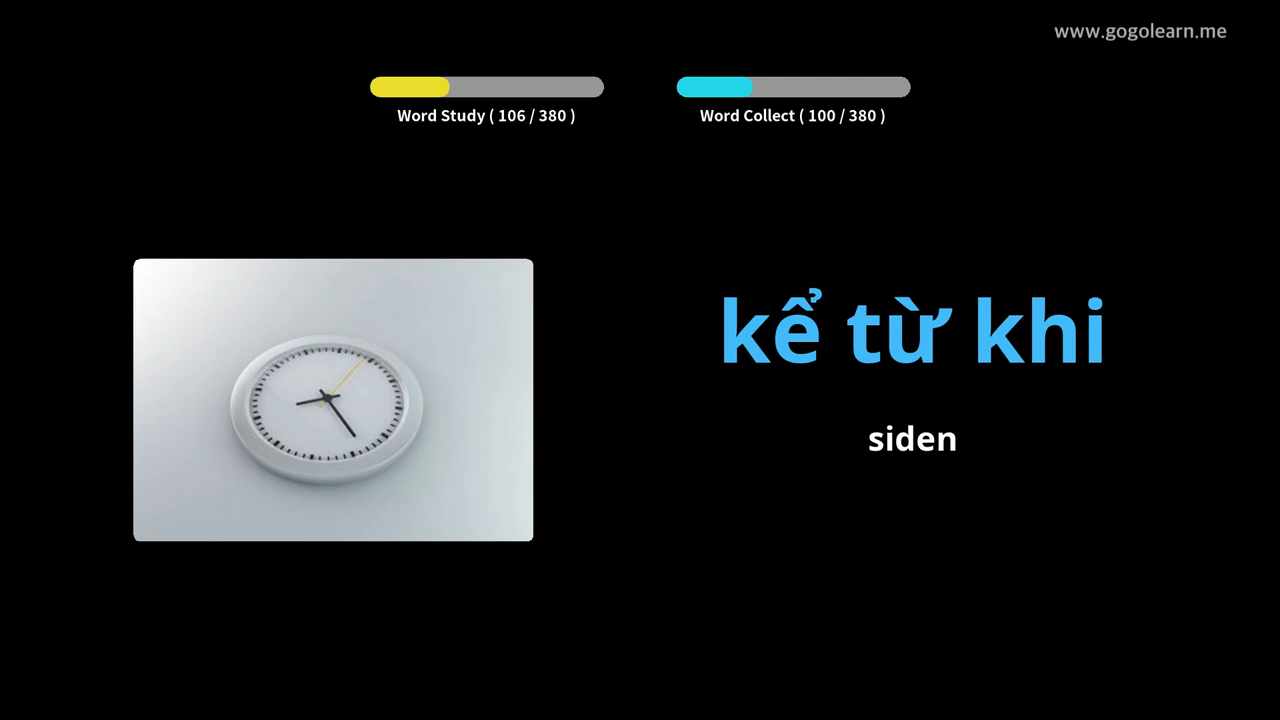 www.gogolearn.me
Word Study ( 106 / 380 )
Word Collect ( 100 / 380 )
kể từ khi
siden